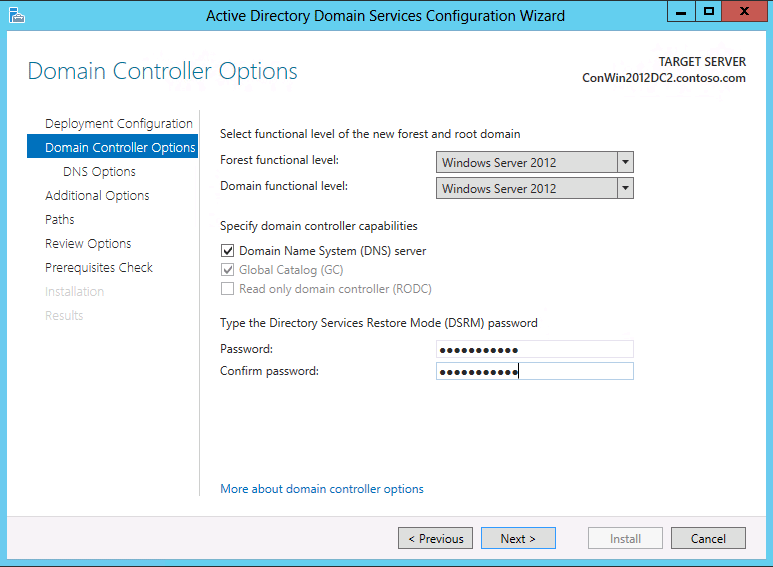 Active Directory Domain Services Configuration Wizard
Domain Controller Options
TARGET SERVER
ConWin2012DC2.contoso.com
Deployment Configuration
Domain Controller Options
DNS Options
Additional Options
Paths
Review Options
Prerequisites Check
Installation
Results
Select functional level of the new forest and root domain
Forest functional level: Windows Server 2012
Domain functional level: Windows Server 2012
Specify domain controller capabilities
Domain Name System (DNS) server
Global Catalog (GC)
Read only domain controller (RODC)
Type the Directory Services Restore Mode (DSRM) password
Password: ●●●●●●●●●●●
Confirm password: ●●●●●●●●●●●
More about domain controller options
< Previous Next > Install Cancel